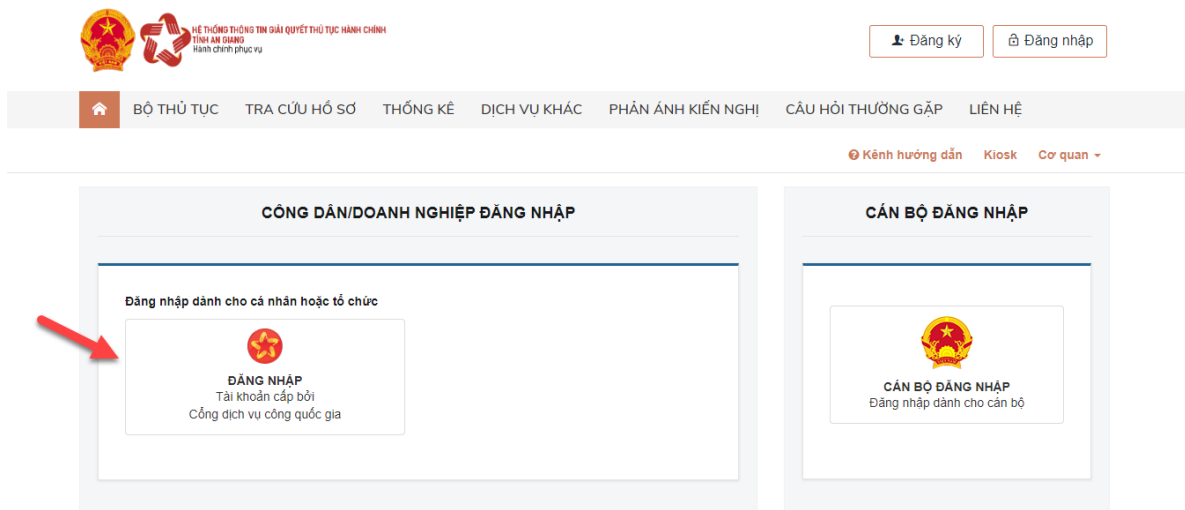 HỆ THỐNG THÔNG TIN GIẢI QUYẾT THỦ TỤC HÀNH CHÍNH
TỈNH AN GIANG
Hành chính phục vụ
Đăng ký
Đăng nhập
BỘ THỦ TỤC
TRA CỨU HỒ SƠ
THỐNG KÊ
DỊCH VỤ KHÁC
PHẢN ÁNH KIẾN NGHỊ
CÂU HỎI THƯỜNG GẶP
LIÊN HỆ
Kênh hướng dẫn
Kiosk
Cơ quan
CÔNG DÂN/DOANH NGHIỆP ĐĂNG NHẬP
Đăng nhập dành cho cá nhân hoặc tổ chức
ĐĂNG NHẬP
Tài khoản cấp bởi
Cổng dịch vụ công quốc gia
CÁN BỘ ĐĂNG NHẬP
CÁN BỘ ĐĂNG NHẬP
Đăng nhập dành cho cán bộ